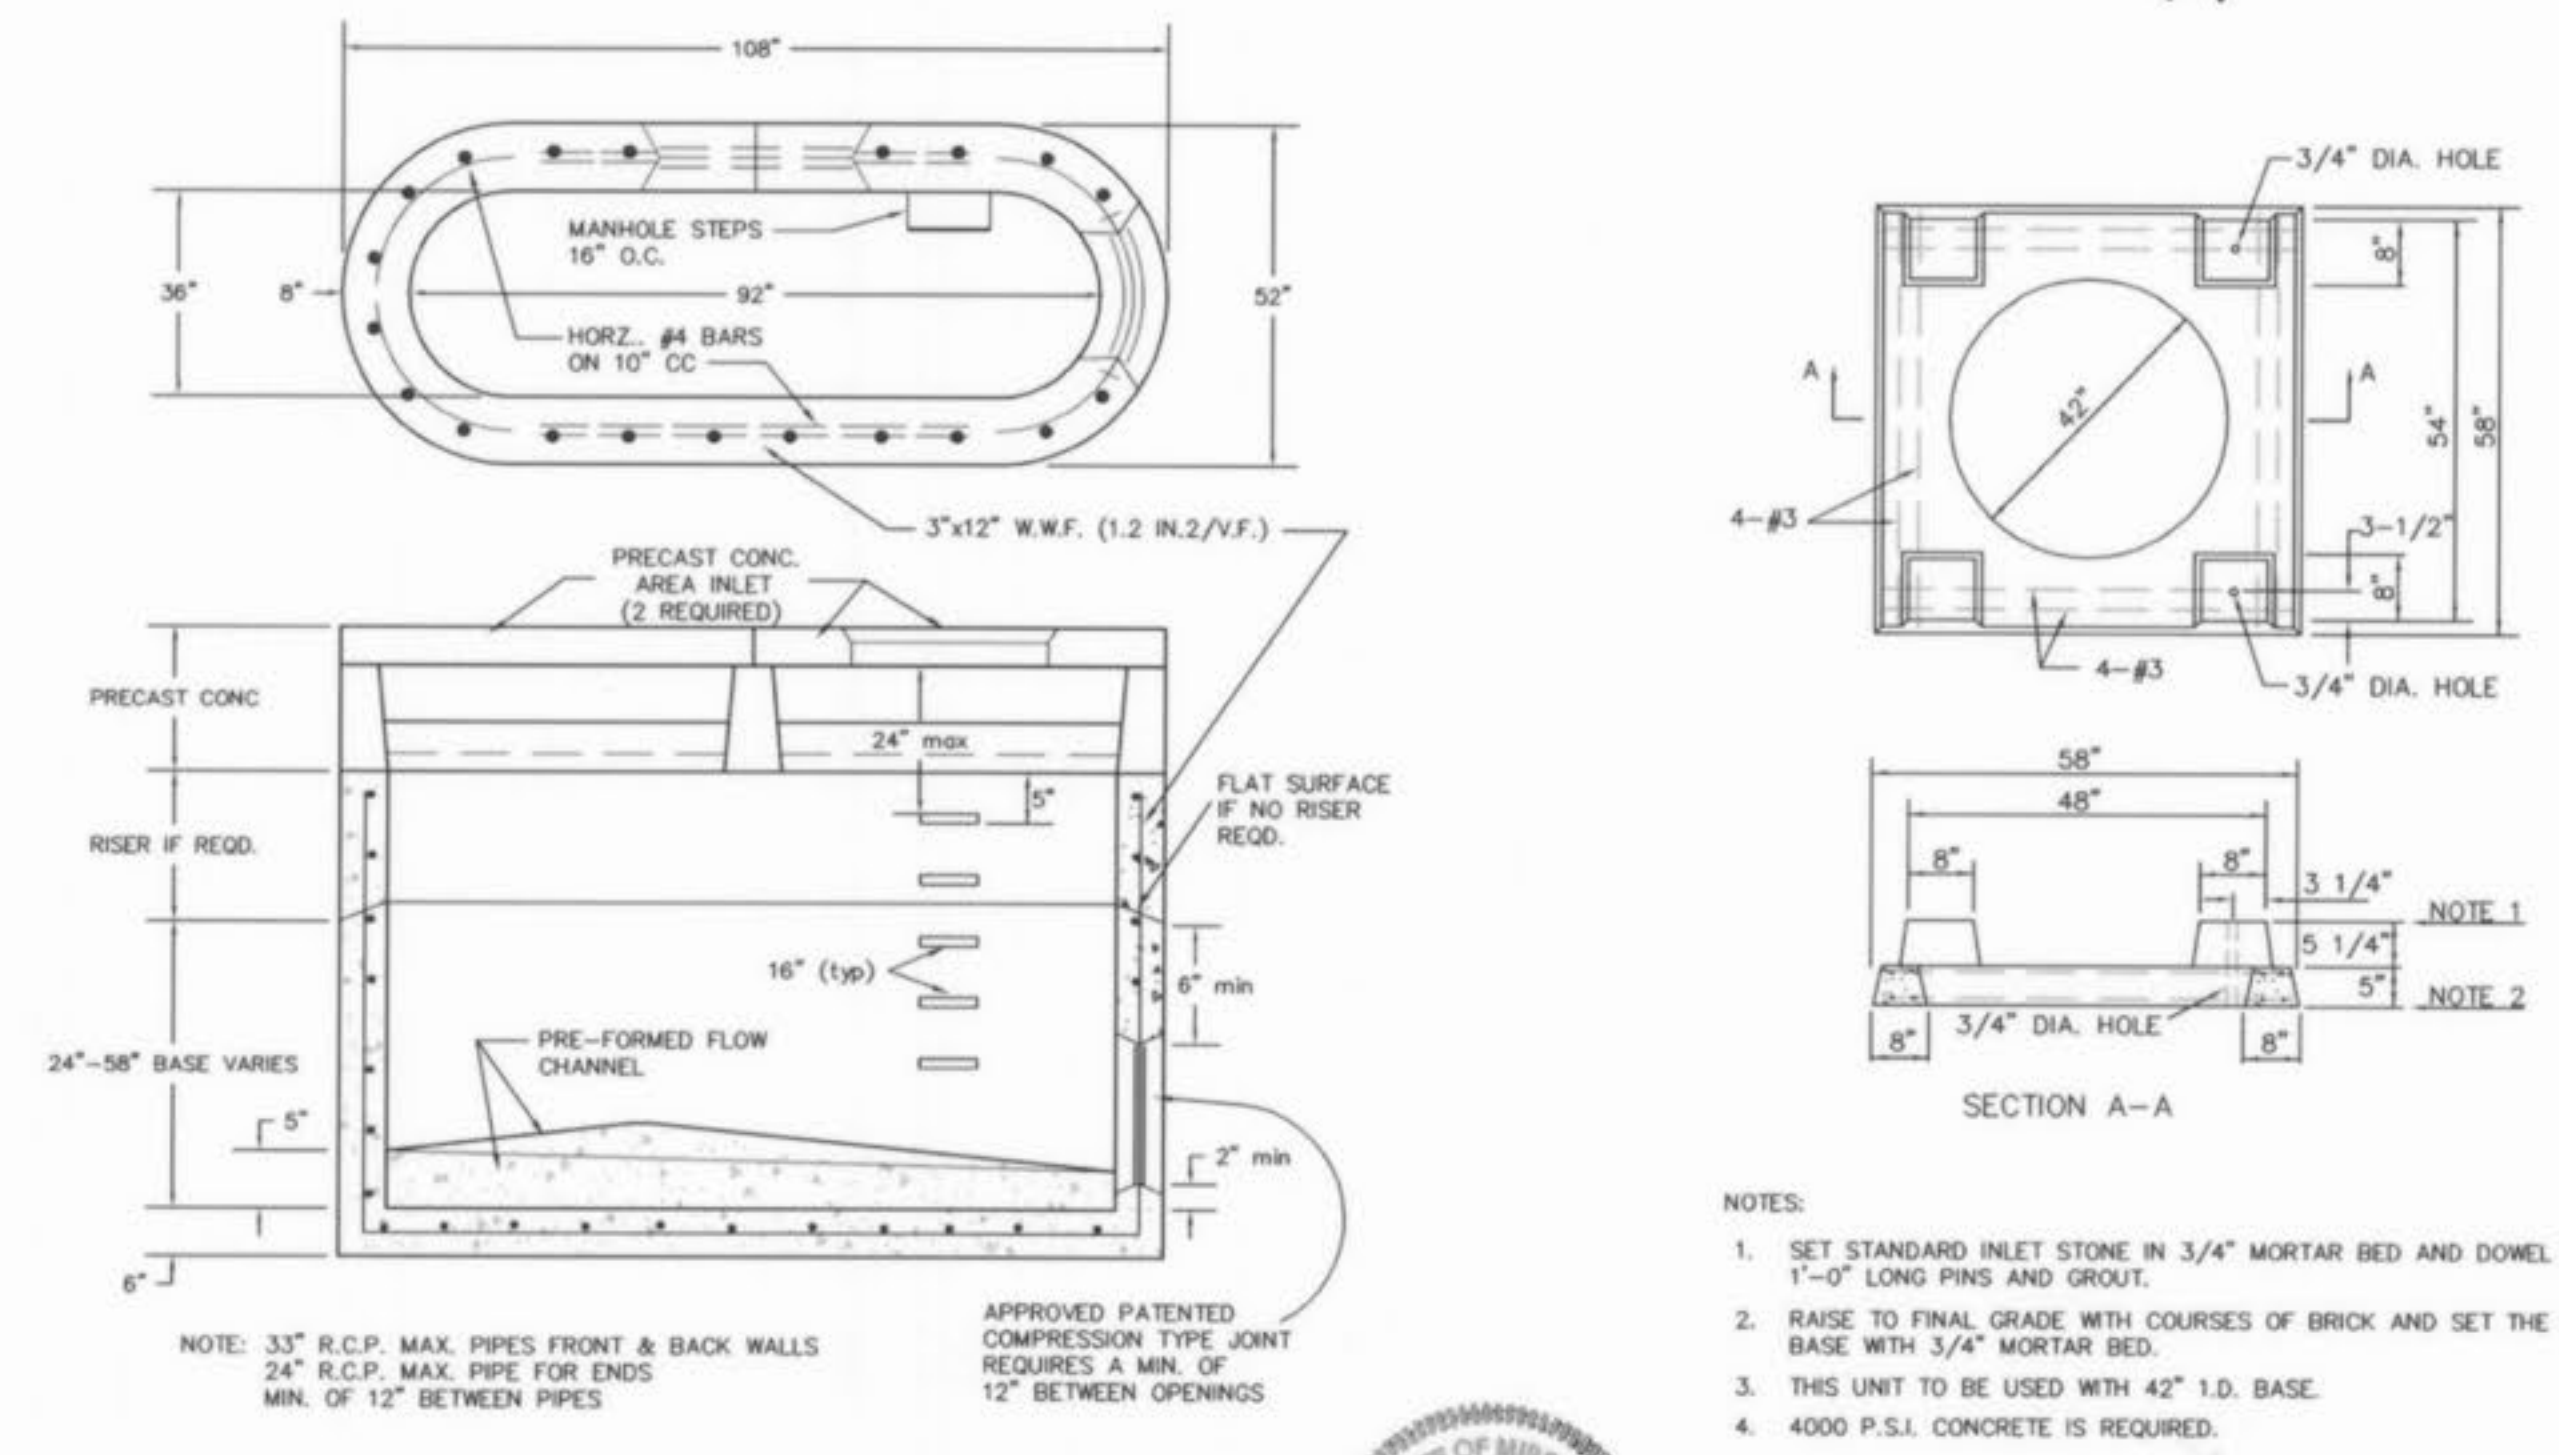 108"
36"
8"
MANHOLE STEPS
16" O.C.
92"
HORZ.. #4 BARS
ON 10" CC
52"
3"x12" W.W.F. (1.2 IN.2/V.F.)
PRECAST CONC.
AREA INLET
(2 REQUIRED)
PRECAST CONC
24" max
5"
FLAT SURFACE
IF NO RISER
REQD.
RISER IF REQD.
16" (typ)
6" min
PRE-FORMED FLOW
CHANNEL
24"-58" BASE VARIES
5"
2" min
6"
NOTE: 33" R.C.P. MAX. PIPES FRONT & BACK WALLS
24" R.C.P. MAX. PIPE FOR ENDS
MIN. OF 12" BETWEEN PIPES
APPROVED PATENTED
COMPRESSION TYPE JOINT
REQUIRES A MIN. OF
12" BETWEEN OPENINGS
3/4" DIA. HOLE
8"
A
A
42"
54"
58"
4-#3
3-1/2"
8"
4-#3
3/4" DIA. HOLE
58"
48"
8"
8"
3 1/4"
NOTE 1
5 1/4"
5"
NOTE 2
3/4" DIA. HOLE
8"
8"
SECTION A-A
NOTES:
1. SET STANDARD INLET STONE IN 3/4" MORTAR BED AND DOWEL
1'-0" LONG PINS AND GROUT.
2. RAISE TO FINAL GRADE WITH COURSES OF BRICK AND SET THE
BASE WITH 3/4" MORTAR BED.
3. THIS UNIT TO BE USED WITH 42" 1.D. BASE.
4. 4000 P.S.I. CONCRETE IS REQUIRED.